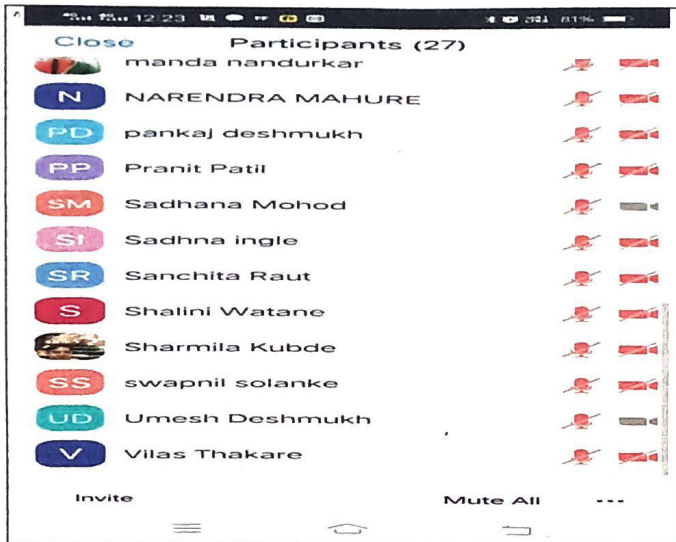 12:23 81%
Close Participants (27)
manda nandurkar
N NARENDRA MAHURE
PD pankaj deshmukh
PP Pranit Patil
SM Sadhana Mohod
SI Sadhna ingle
SR Sanchita Raut
S Shalini Watane
Sharmila Kubde
SS swapnil solanke
UD Umesh Deshmukh
V Vilas Thakare
Invite Mute All ...